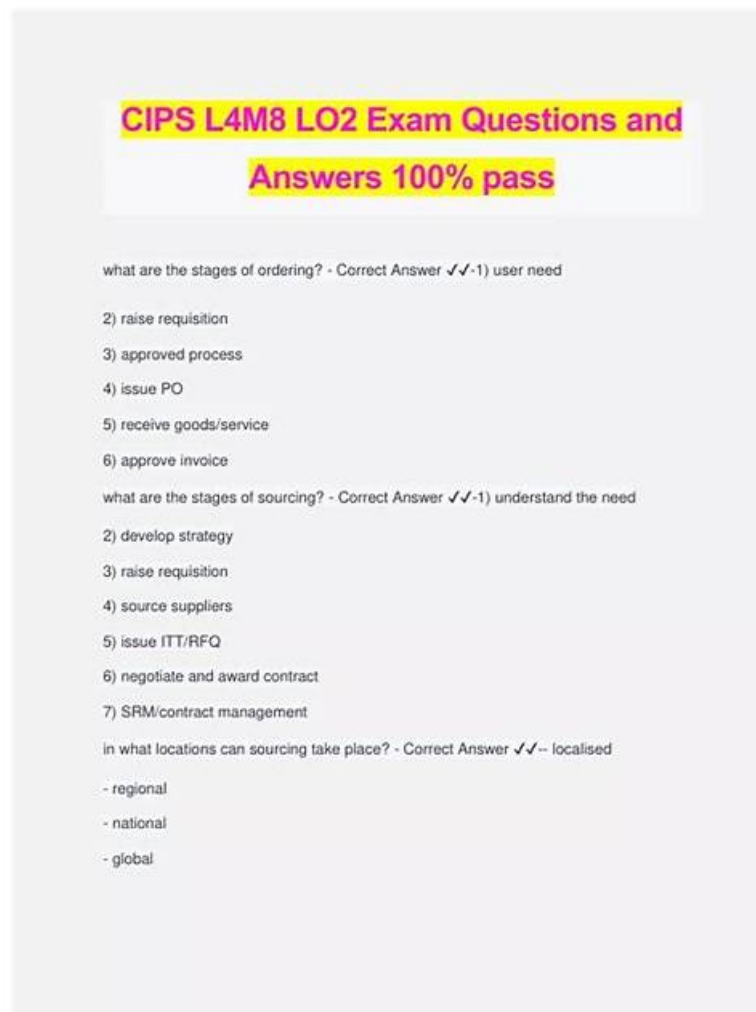 CIPS L4M8 LO2 Exam Questions and
Answers 100% pass
what are the stages of ordering? - Correct Answer ✓✓-1) user need
2) raise requisition
3) approved process
4) issue PO
5) receive goods/service
6) approve invoice
what are the stages of sourcing? - Correct Answer ✓✓-1) understand the need
2) develop strategy
3) raise requisition
4) source suppliers
5) issue ITT/RFQ
6) negotiate and award contract
7) SRM/contract management
in what locations can sourcing take place? - Correct Answer ✓✓-- localised
- regional
- national
- global